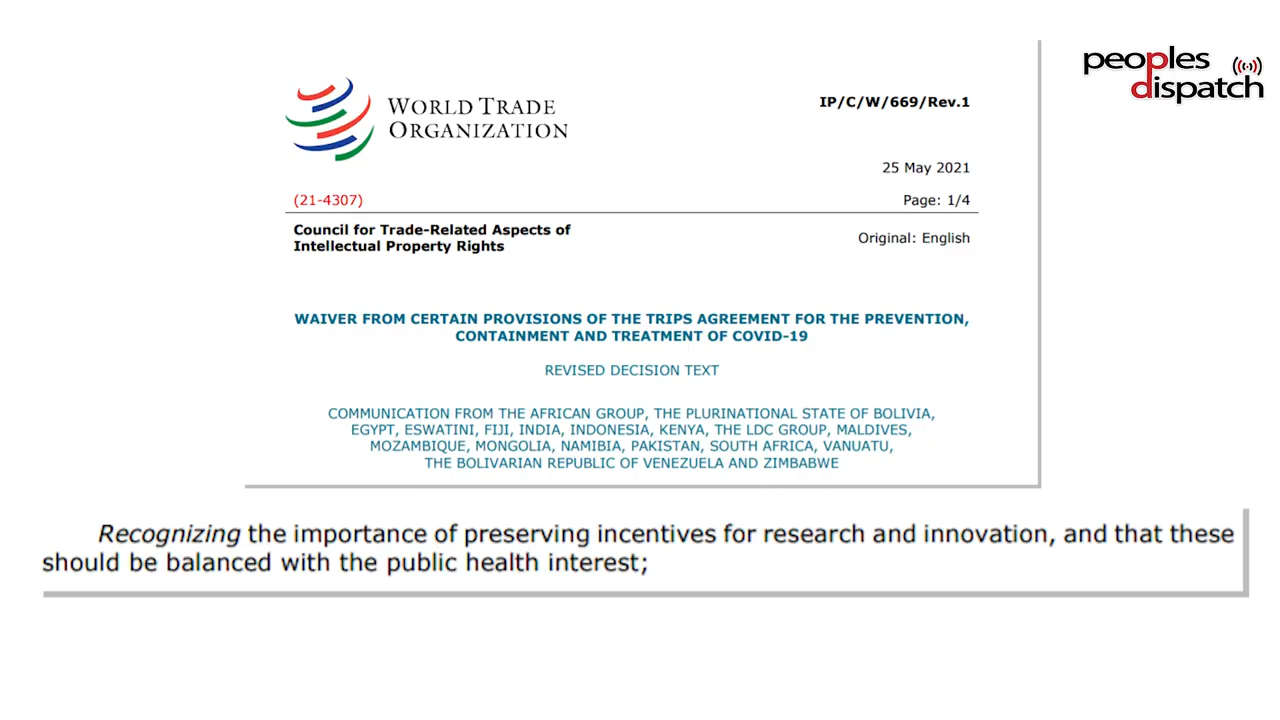 peoples
dispatch
WORLD TRADE
ORGANIZATION
IP/C/W/669/Rev.1
25 May 2021
(21-4307)
Page: 1/4
Council for Trade-Related Aspects of
Intellectual Property Rights
Original: English
WAIVER FROM CERTAIN PROVISIONS OF THE TRIPS AGREEMENT FOR THE PREVENTION,
CONTAINMENT AND TREATMENT OF COVID-19
REVISED DECISION TEXT
COMMUNICATION FROM THE AFRICAN GROUP, THE PLURINATIONAL STATE OF BOLIVIA,
EGYPT, ESWATINI, FIJI, INDIA, INDONESIA, KENYA, THE LDC GROUP, MALDIVES,
MOZAMBIQUE, MONGOLIA, NAMIBIA, PAKISTAN, SOUTH AFRICA, VANUATU,
THE BOLIVARIAN REPUBLIC OF VENEZUELA AND ZIMBABWE
Recognizing the importance of preserving incentives for research and innovation, and that these
should be balanced with the public health interest;